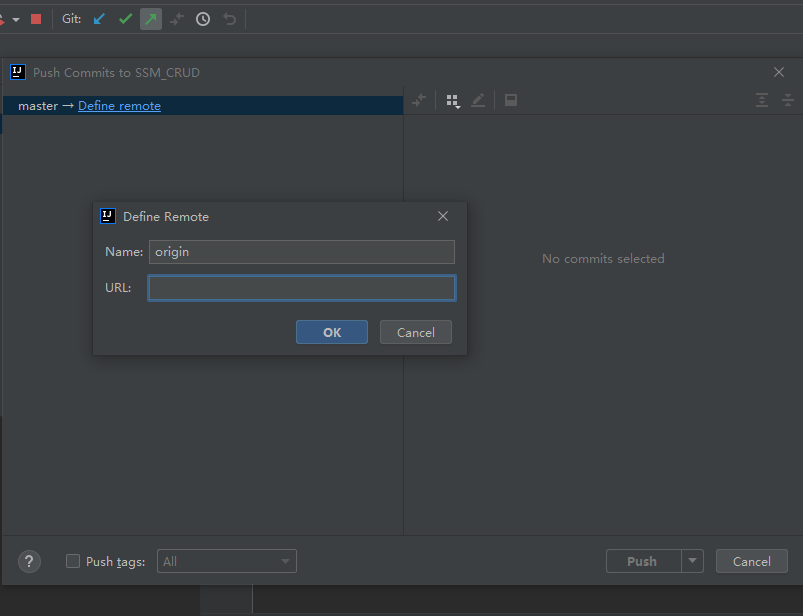 Git:
Push Commits to SSM_CRUD
master → Define remote
Define Remote
Name: origin
URL:
OK Cancel
No commits selected
? Push tags: All Push Cancel